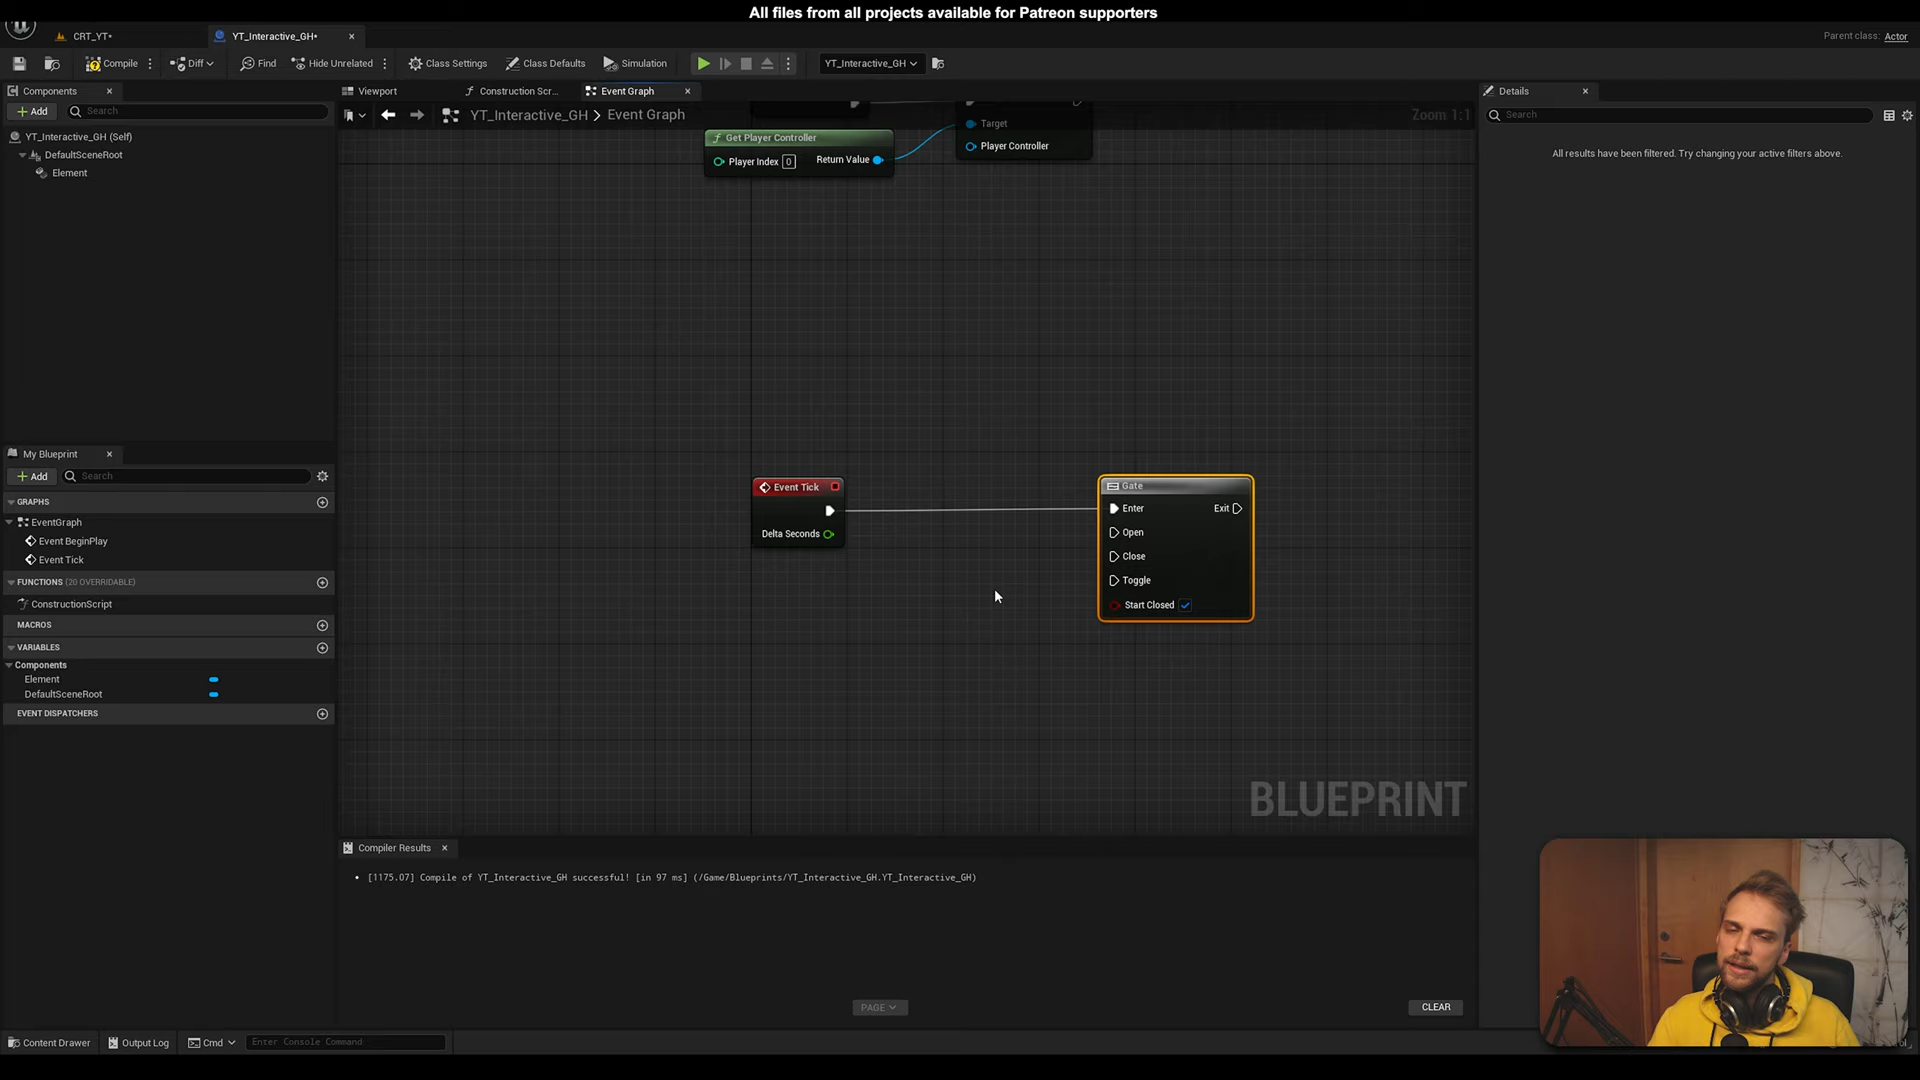 All files from all projects available for Patreon supporters
CRT_YT*
YT_Interactive_GH*
Parent class: Actor
Compile
Diff
Find
Hide Unrelated
Class Settings
Class Defaults
Simulation
YT_Interactive_GH
Components
Add
Search
YT_Interactive_GH (Self)
DefaultSceneRoot
Element
My Blueprint
Add
Search
GRAPHS
EventGraph
Event BeginPlay
Event Tick
FUNCTIONS (20 OVERRIDABLE)
ConstructionScript
MACROS
VARIABLES
Components
Element
DefaultSceneRoot
EVENT DISPATCHERS
Viewport
Construction Scr...
Event Graph
YT_Interactive_GH > Event Graph
Zoom 1:1
Get Player Controller
Player Index 0
Return Value
Target
Player Controller
Event Tick
Delta Seconds
Gate
Enter
Exit
Open
Close
Toggle
Start Closed
BLUEPRINT
Compiler Results
• [1175.07] Compile of YT_Interactive_GH successful! [in 97 ms] (/Game/Blueprints/YT_Interactive_GH.YT_Interactive_GH)
PAGE
CLEAR
Details
Search
All results have been filtered. Try changing your active filters above.
Content Drawer
Output Log
Cmd
Enter Console Command